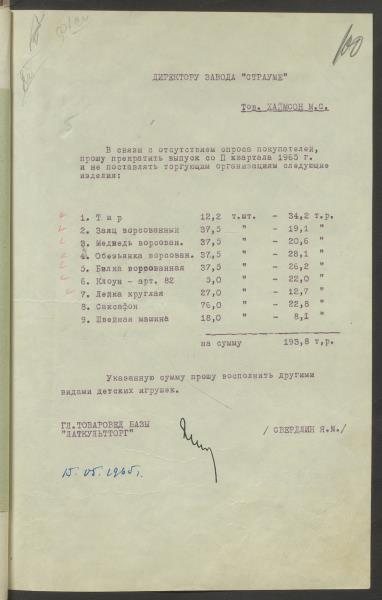 100
ДИРЕКТОРУ ЗАВОДА "СТРАУМЕ"
Тов. ХАЙМСОН М.С.
В связи с отсутствием спроса покупателей,
прошу прекратить выпуск со II квартала 1965 г.
и не поставлять торгующим организациям следующие
изделия:
1. Т и р 12,2 т.шт. - 34,2 т.р.
2. Заяц ворсованный 37,5 " - 19,1 "
3. Медведь ворсован. 37,5 " - 20,6 "
4. Обезьянка ворсован. 37,5 " - 28,1 "
5. Белка ворсованная 37,5 " - 26,2 "
6. Клоун - арт. 82 5,0 " - 22,0 "
7. Лейка круглая 27,0 " - 12,7 "
8. Саксафон 76,0 " - 22,8 "
9. Швейная машина 18,0 " - 8,1 "
на сумму 193,8 т.р.
Указанную сумму прошу восполнить другими
видами детских игрушек.
ГЛ.ТОВАРОВЕД БАЗЫ
"ЛАТКУЛЬТТОРГ" / СВЕРДЛИН Я.М./
15.05.1965г.